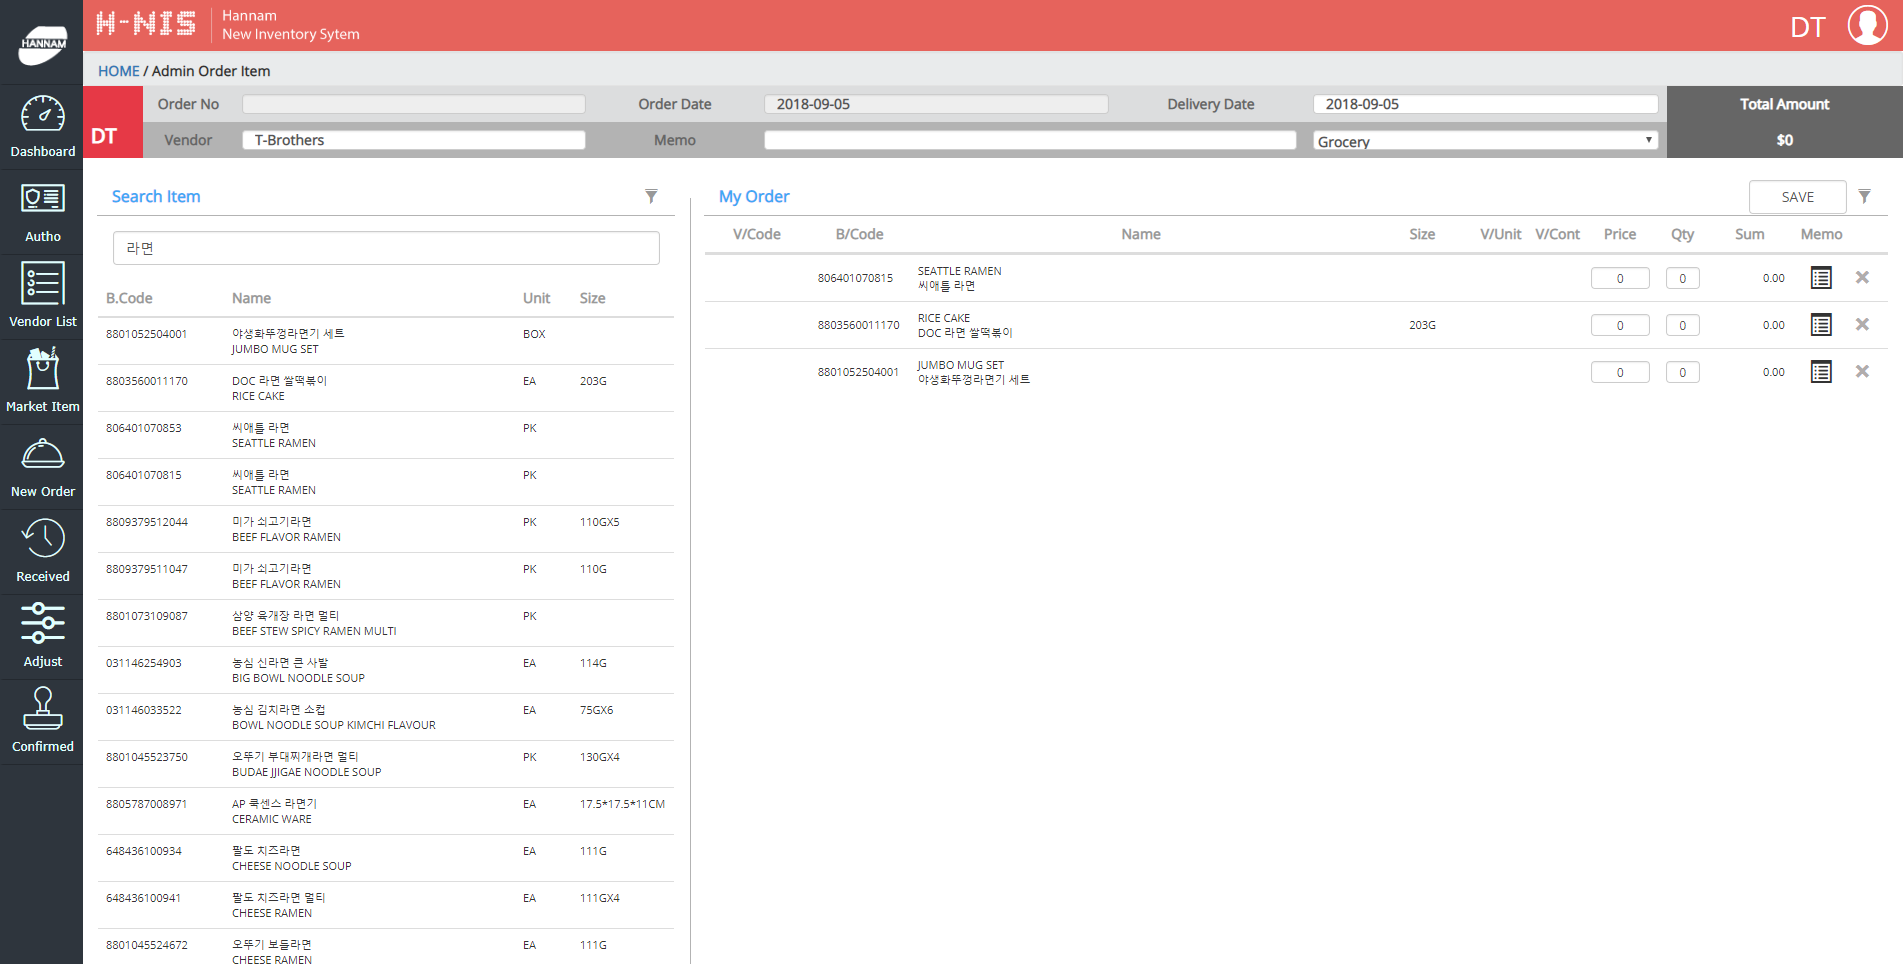 HANNAM
H-NIS
Hannam
New Inventory Sytem
DT
HOME / Admin Order Item
DT
Order No
Order Date 2018-09-05
Delivery Date 2018-09-05
Total Amount
Vendor T-Brothers
Memo
Grocery
$0
Dashboard
Autho
Vendor List
Market Item
New Order
Received
Adjust
Confirmed
Search Item
라면
B.Code Name Unit Size
8801052504001 야생화뚜껑라면기 세트 BOX
JUMBO MUG SET
8803560011170 DOC 라면 쌀떡볶이 EA 203G
RICE CAKE
806401070853 씨애틀 라면 PK
SEATTLE RAMEN
806401070815 씨애틀 라면 PK
SEATTLE RAMEN
8809379512044 미가 쇠고기라면 PK 110GX5
BEEF FLAVOR RAMEN
8809379511047 미가 쇠고기라면 PK 110G
BEEF FLAVOR RAMEN
8801073109087 삼양 육개장 라면 멀티 PK
BEEF STEW SPICY RAMEN MULTI
031146254903 농심 신라면 큰 사발 EA 114G
BIG BOWL NOODLE SOUP
031146033522 농심 김치라면 소컵 EA 75GX6
BOWL NOODLE SOUP KIMCHI FLAVOUR
8801045523750 오뚜기 부대찌개라면 멀티 PK 130GX4
BUDAE JJIGAE NOODLE SOUP
8805787008971 AP 쿡센스 라면기 EA 17.5*17.5*11CM
CERAMIC WARE
648436100934 팔도 치즈라면 EA 111G
CHEESE NOODLE SOUP
648436100941 팔도 치즈라면 멀티 EA 111GX4
CHEESE RAMEN
8801045524672 오뚜기 보들라면 EA 111G
CHEESE RAMEN
My Order
SAVE
V/Code B/Code Name Size V/Unit V/Cont Price Qty Sum Memo
806401070815 SEATTLE RAMEN 0 0 0.00
씨애틀 라면
8803560011170 RICE CAKE 203G 0 0 0.00
DOC 라면 쌀떡볶이
8801052504001 JUMBO MUG SET 0 0 0.00
야생화뚜껑라면기 세트